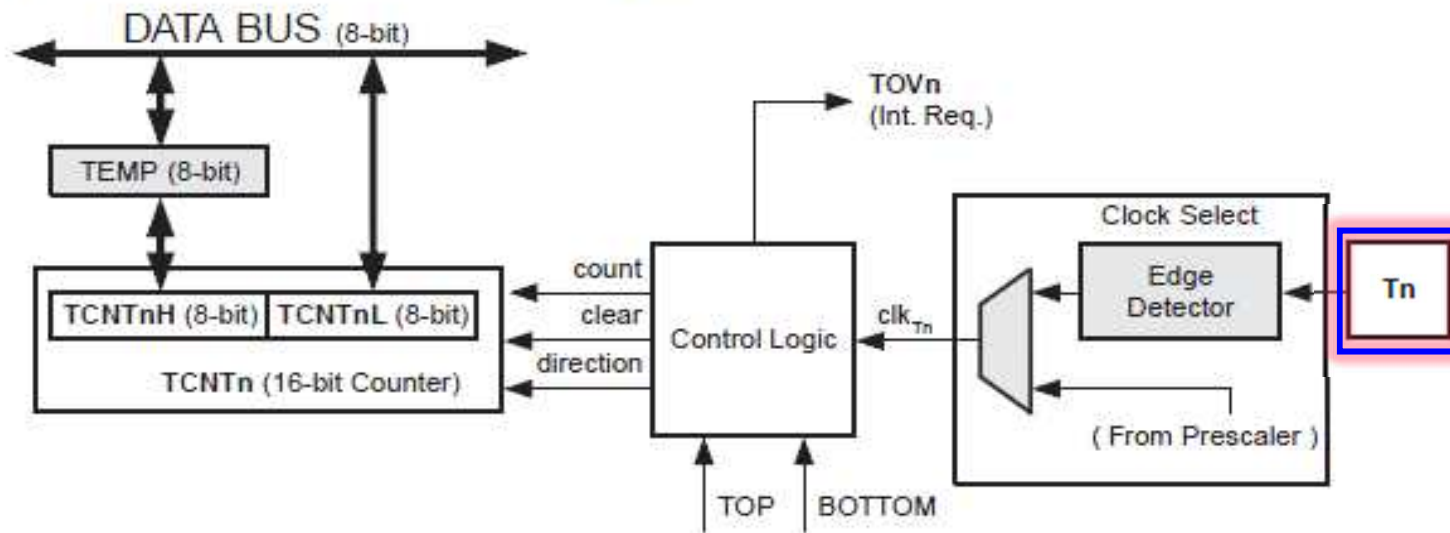 DATA BUS (8-bit)
TOVn
(Int. Req.)
TEMP (8-bit)
Clock Select
count
Edge
Detector
Tn
TCNTnH (8-bit) TCNTnL (8-bit)
clear
Control Logic
clkTn
direction
TCNTn (16-bit Counter)
( From Prescaler )
TOP
BOTTOM